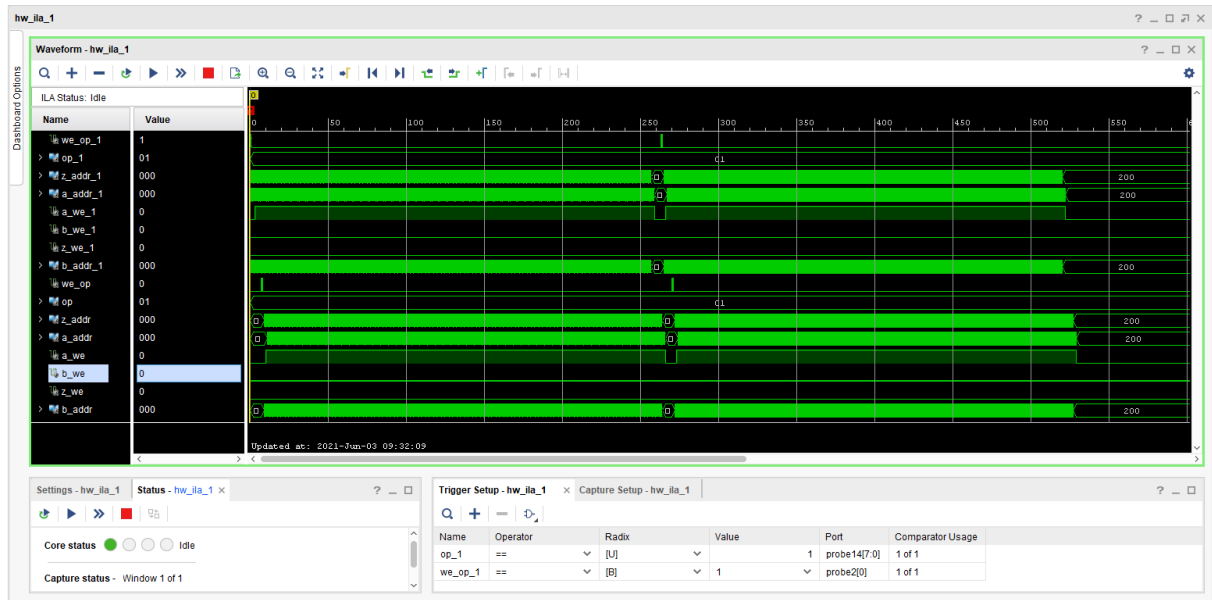 hw_ila_1
Dashboard Options
Waveform - hw_ila_1
ILA Status: Idle
Name Value
0
0 50 100 150 200 250 300 350 400 450 500 550
we_op_1 1
op_1 01 01
z_addr_1 000 200
a_addr_1 000 200
a_we_1 0
b_we_1 0
z_we_1 0
b_addr_1 000 200
we_op 0
op 01 01
z_addr 000 200
a_addr 000 200
a_we 0
b_we 0
z_we 0
b_addr 000 200
Updated at: 2021-Jun-03 09:32:09
Settings - hw_ila_1 Status - hw_ila_1
Core status Idle
Capture status - Window 1 of 1
Trigger Setup - hw_ila_1 Capture Setup - hw_ila_1
Name Operator Radix Value Port Comparator Usage
op_1 == [U] 1 probe14[7:0] 1 of 1
we_op_1 == [B] 1 probe2[0] 1 of 1